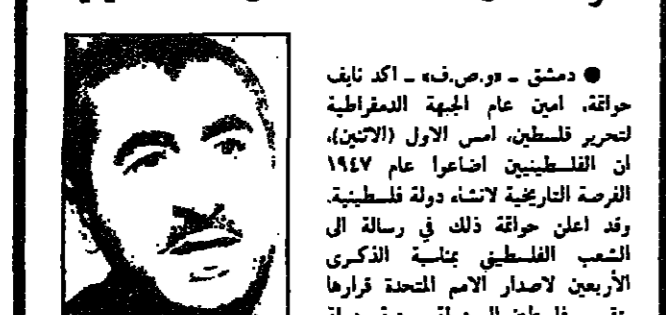 ● دمشق ـ «و.ص.ف» ـ اكد نايف
حواتمة، امين عام الجبهة الدمقراطية
لتحرير فلسطين، امس الاول (الاثنين)،
ان الفلسطينيين اضاعوا عام ١٩٤٧
الفرصة التاريخية لانشاء دولة فلسطينية.
وقد اعلن حواتمة ذلك في رسالة الى
الشعب الفلسطيني بمناسبة الذكرى
الأربعين لاصدار الامم المتحدة قرارها